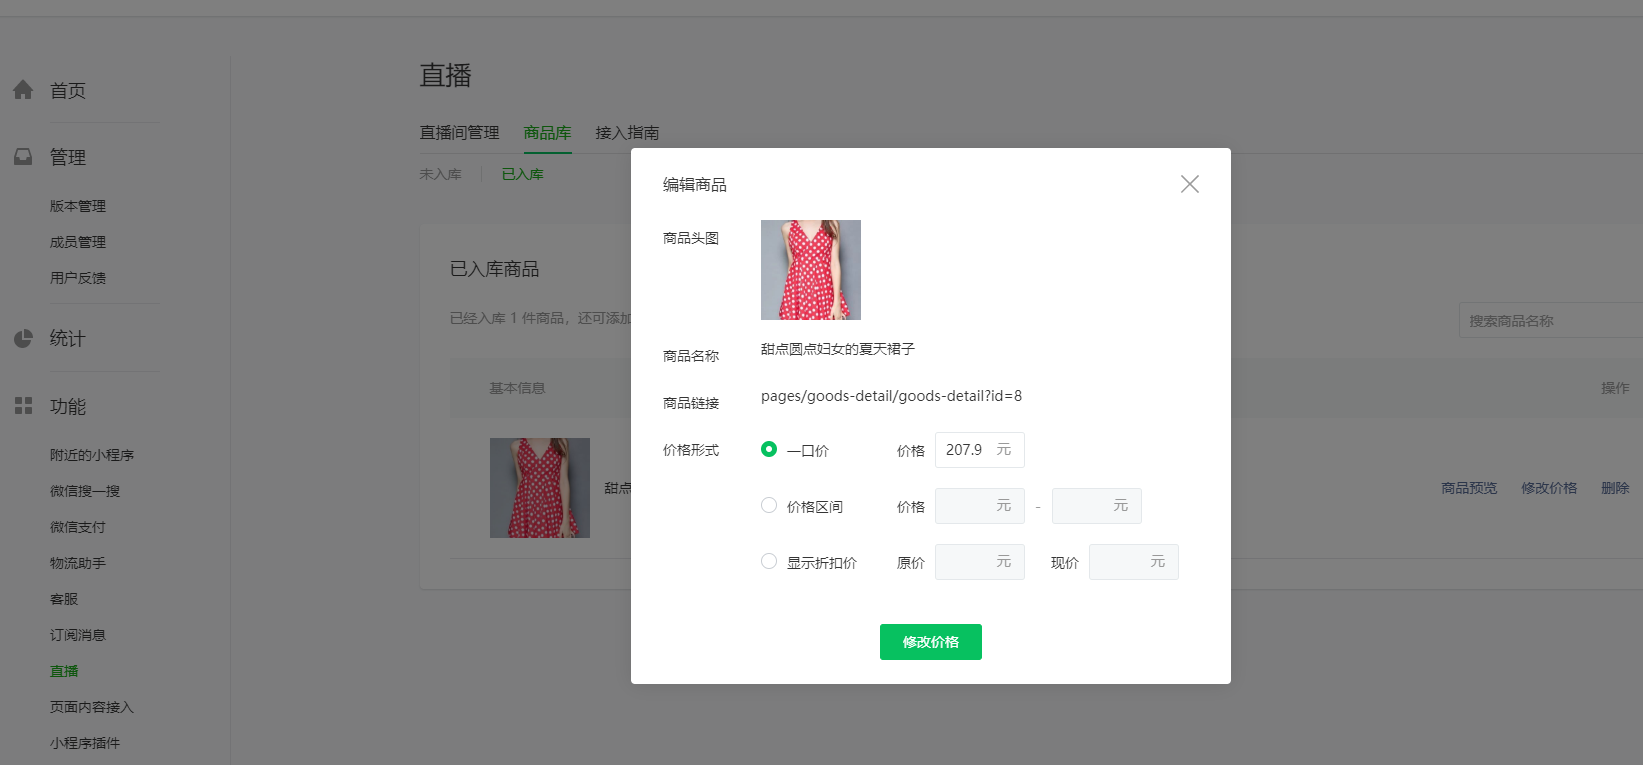 首页
管理
版本管理
成员管理
用户反馈
统计
功能
附近的小程序
微信搜一搜
微信支付
物流助手
客服
订阅消息
直播
页面内容接入
小程序插件
直播
直播间管理 商品库 接入指南
未入库 已入库
已入库商品
已经入库 1 件商品，还可添加
搜索商品名称
基本信息 操作
甜点
商品预览 修改价格 删除
编辑商品
商品头图
商品名称 甜点圆点妇女的夏天裙子
商品链接 pages/goods-detail/goods-detail?id=8
价格形式 一口价 价格 207.9 元
价格区间 价格 元 - 元
显示折扣价 原价 元 现价 元
修改价格